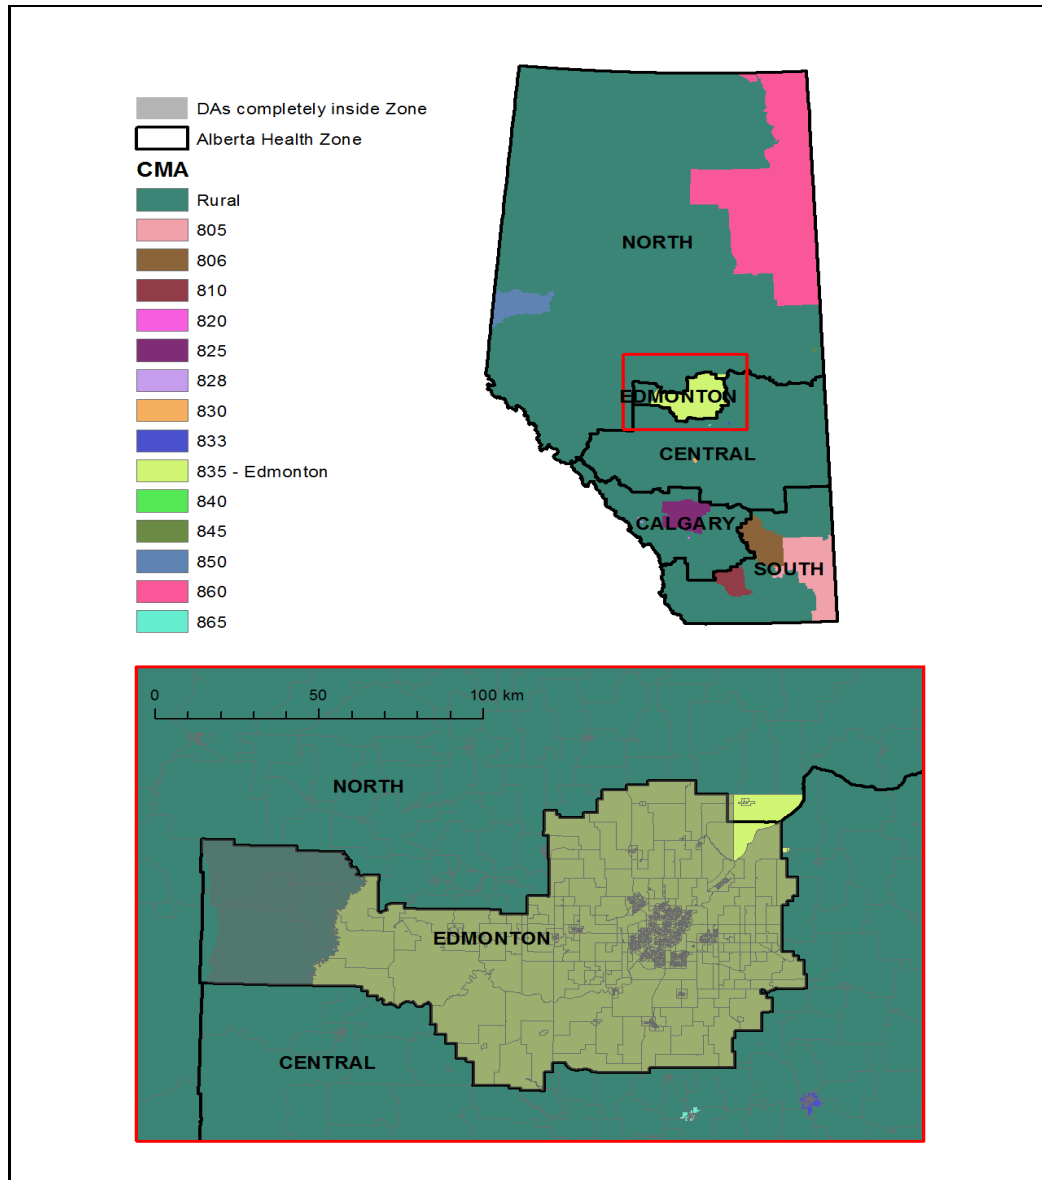 DAs completely inside Zone
Alberta Health Zone
CMA
Rural
805
806
810
820
825
828
830
833
835 - Edmonton
840
845
850
860
865
NORTH
EDMONTON
CENTRAL
CALGARY
SOUTH
0 50 100 km
NORTH
EDMONTON
CENTRAL